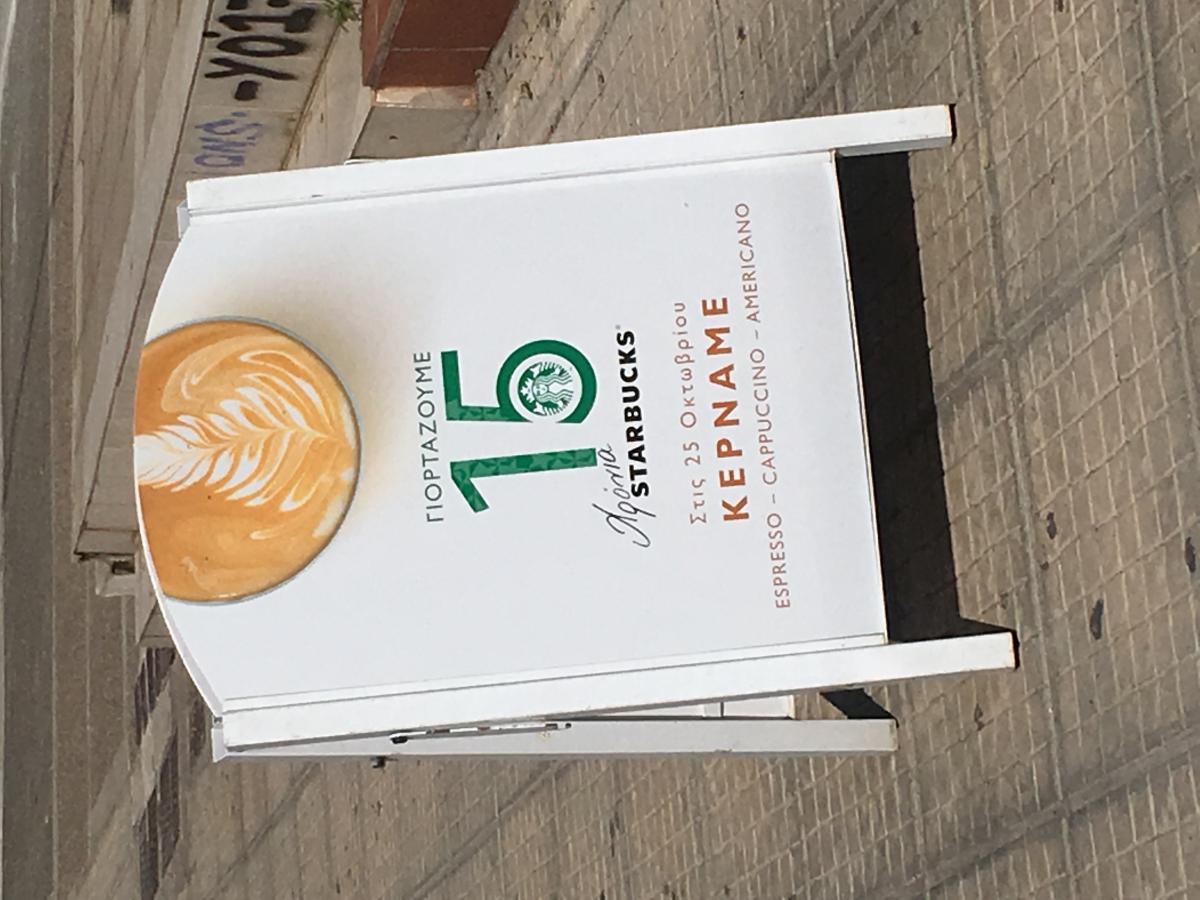 ΓΙΟΡΤΑΖΟΥΜΕ
15
Χρόνια
STARBUCKS®
Στις 25 Οκτωβρίου
ΚΕΡΝΑΜΕ
ESPRESSO – CAPPUCCINO – AMERICANO